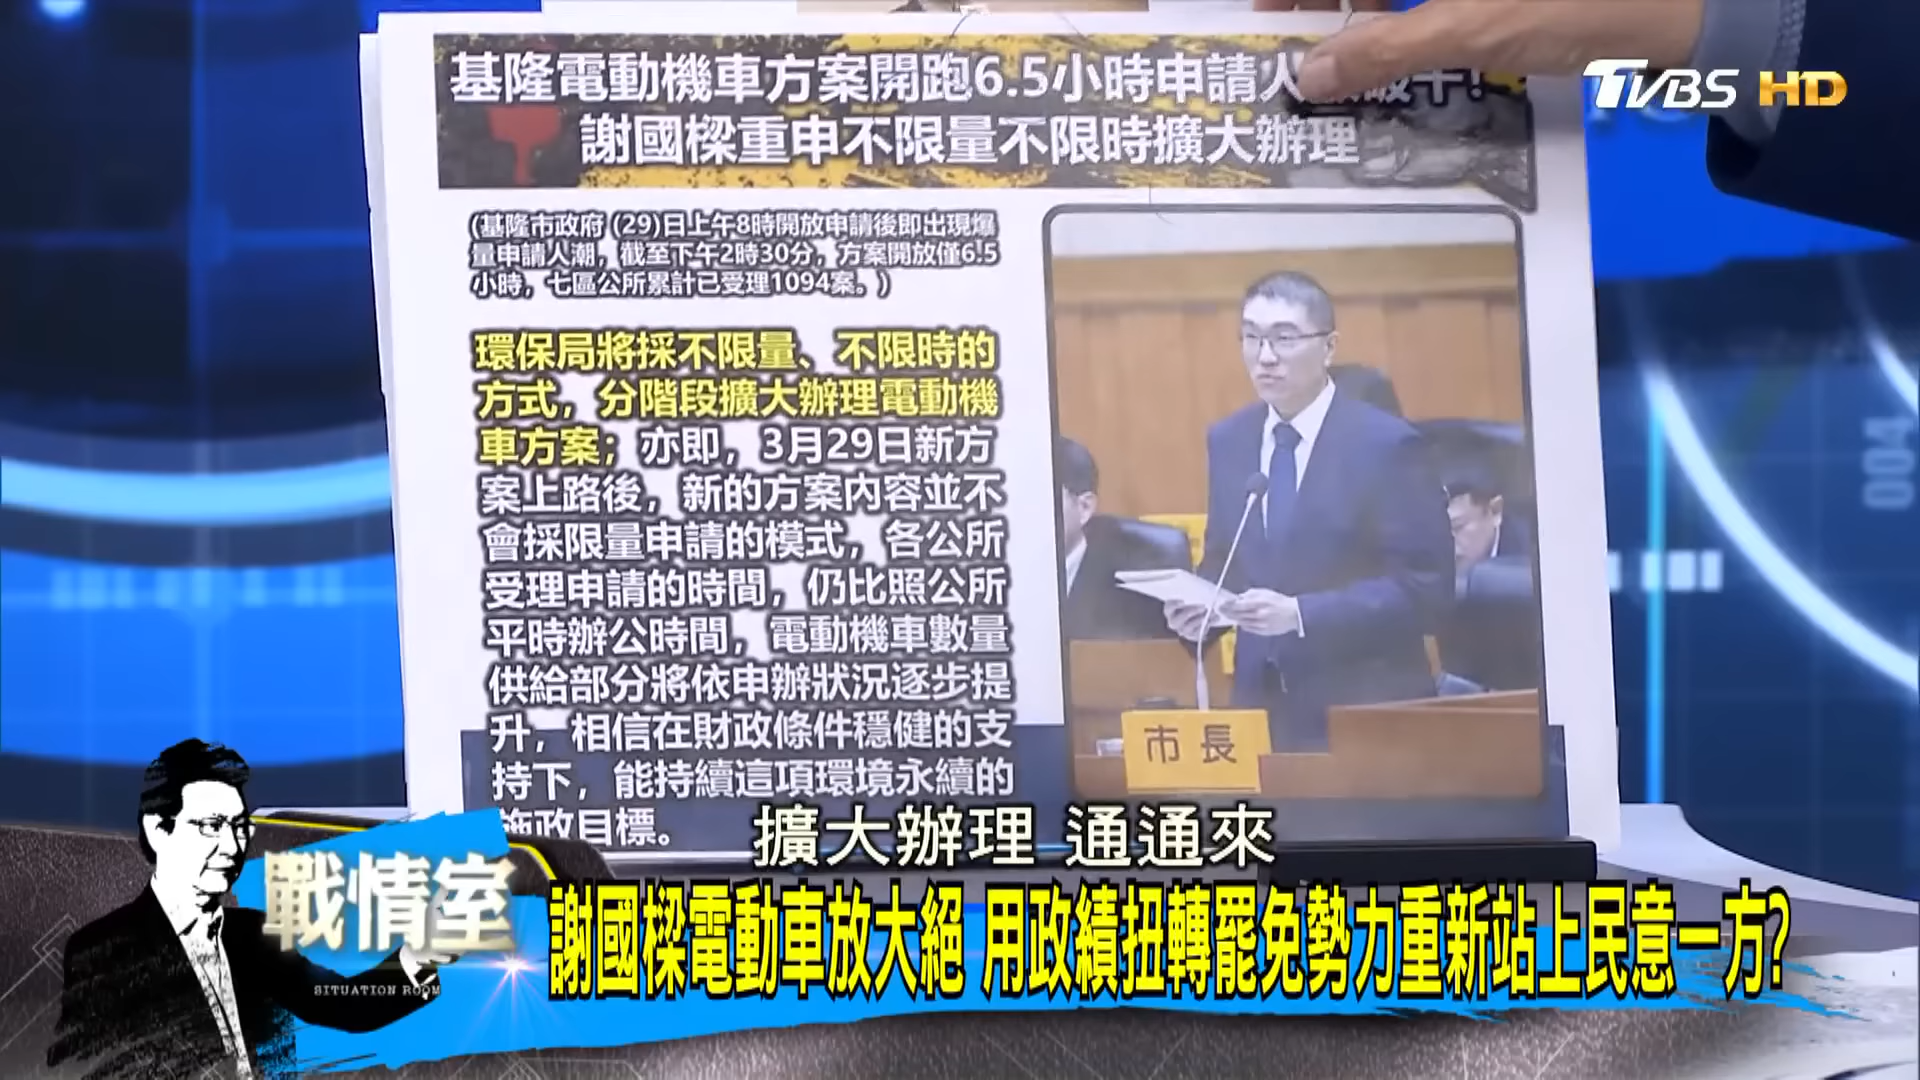 基隆電動機車方案開跑6.5小時申請人破千!
謝國樑重申不限量不限時擴大辦理
TVBS HD
(基隆市政府 (29)日上午8時開放申請後即出現爆
量申請人潮，截至下午2時30分，方案開放僅6.5
小時，七區公所累計已受理1094案。)
環保局將採不限量、不限時的
方式，分階段擴大辦理電動機
車方案；亦即，3月29日新方
案上路後，新的方案內容並不
會採限量申請的模式，各公所
受理申請的時間，仍比照公所
平時辦公時間，電動機車數量
供給部分將依申辦狀況逐步提
升，相信在財政條件穩健的支
持下，能持續這項環境永續的
施政目標。
市長
004
擴大辦理 通通來
戰情室
SITUATION ROOM
謝國樑電動車放大絕 用政績扭轉罷免勢力重新站上民意一方?